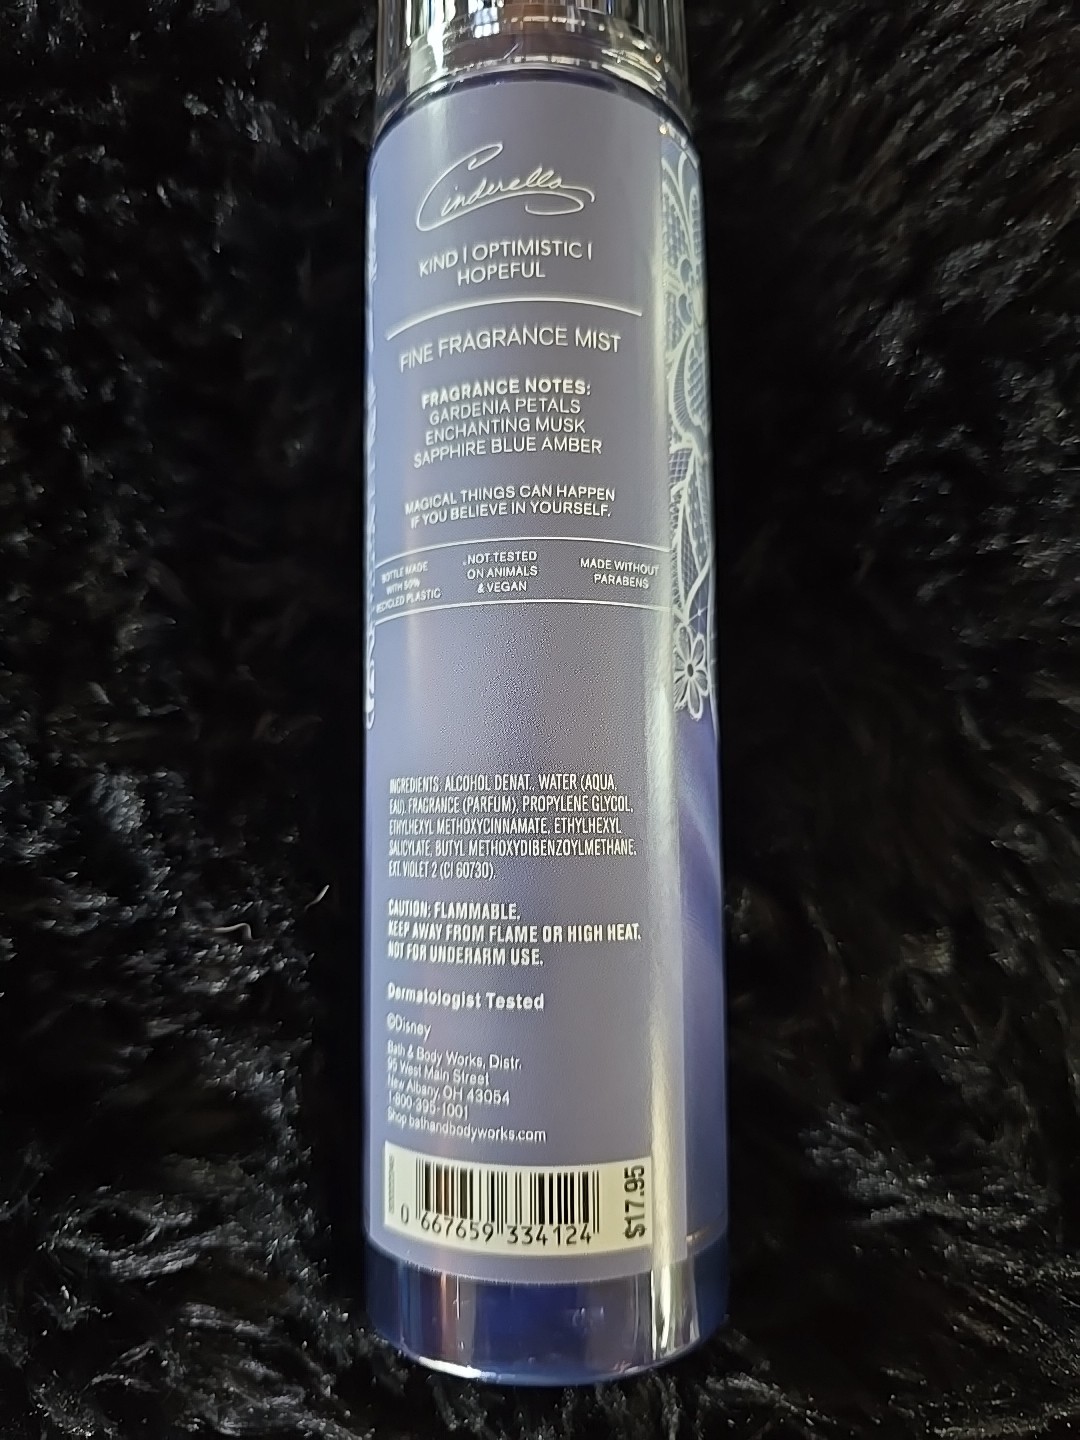 Cinderella
KIND | OPTIMISTIC |
HOPEFUL
FINE FRAGRANCE MIST
FRAGRANCE NOTES:
GARDENIA PETALS
ENCHANTING MUSK
SAPPHIRE BLUE AMBER
MAGICAL THINGS CAN HAPPEN
IF YOU BELIEVE IN YOURSELF.
BOTTLE MADE
WITH 50%
RECYCLED PLASTIC
NOT TESTED
ON ANIMALS
& VEGAN
MADE WITHOUT
PARABENS
INGREDIENTS: ALCOHOL DENAT., WATER (AQUA,
EAU), FRAGRANCE (PARFUM), PROPYLENE GLYCOL,
ETHYLHEXYL METHOXYCINNAMATE, ETHYLHEXYL
SALICYLATE, BUTYL METHOXYDIBENZOYLMETHANE,
EXT. VIOLET 2 (CI 60730).
CAUTION: FLAMMABLE.
KEEP AWAY FROM FLAME OR HIGH HEAT.
NOT FOR UNDERARM USE.
Dermatologist Tested
©Disney
Bath & Body Works, Distr.
95 West Main Street
New Albany, OH 43054
1-800-395-1001
Shop bathandbodyworks.com
0 667659 334124
$17.95